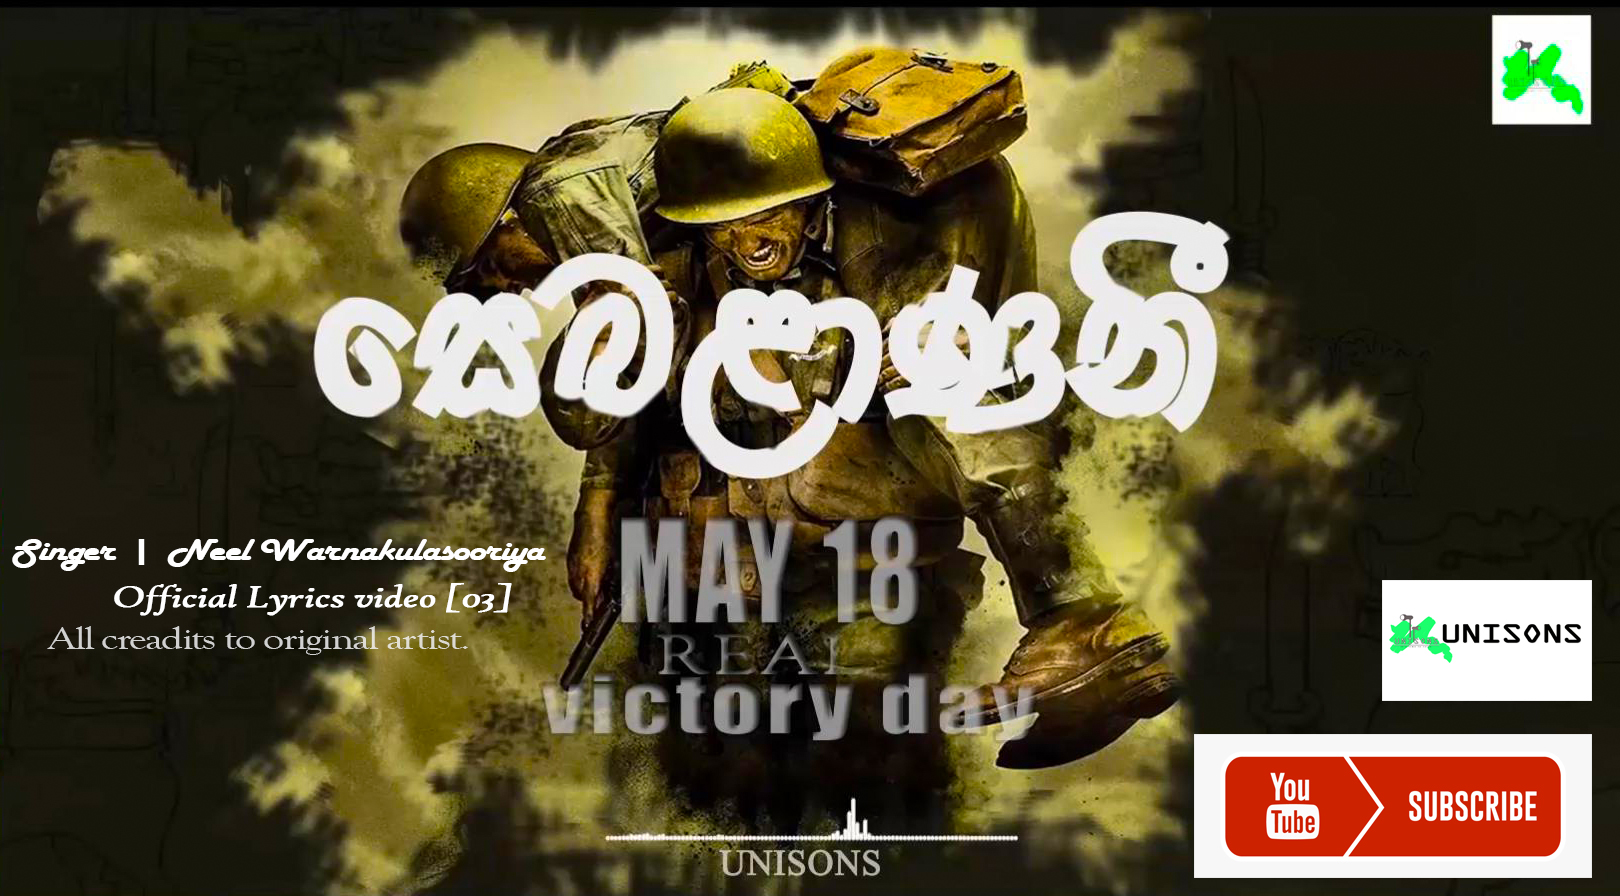 සෙබළාණනී
MAY 18
REAL
victory day
Singer | Neel Warnakulasooriya
Official Lyrics video [03]
All creadits to original artist.
UNISONS
UNISONS
You
Tube
SUBSCRIBE